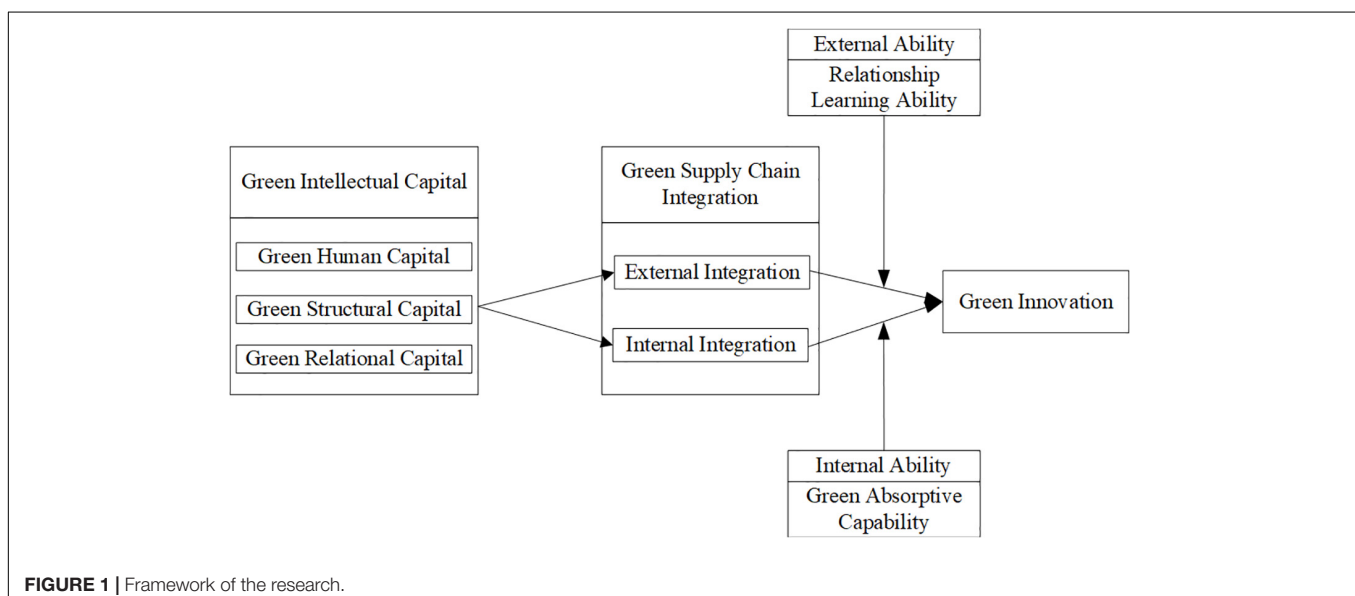 External Ability
Relationship
Learning Ability
Green Intellectual Capital
Green Human Capital
Green Structural Capital
Green Relational Capital
Green Supply Chain
Integration
External Integration
Internal Integration
Green Innovation
Internal Ability
Green Absorptive
Capability
FIGURE 1 | Framework of the research.